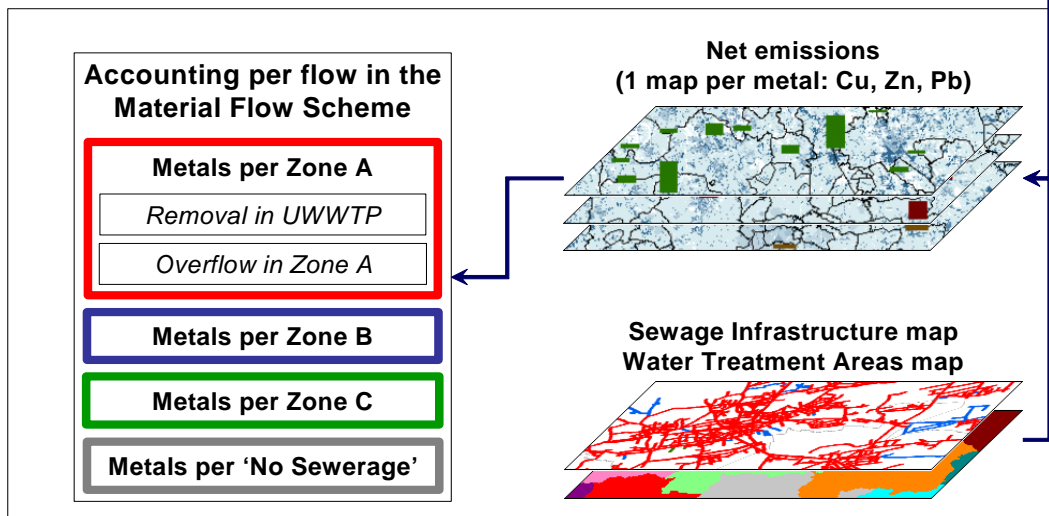 Accounting per flow in the
Material Flow Scheme
Metals per Zone A
Removal in UWWTP
Overflow in Zone A
Metals per Zone B
Metals per Zone C
Metals per ‘No Sewerage’
Net emissions
(1 map per metal: Cu, Zn, Pb)
Sewage Infrastructure map
Water Treatment Areas map